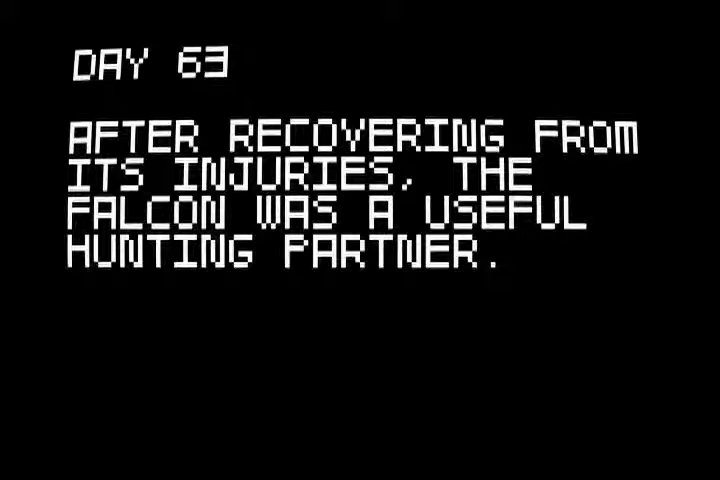 DAY 63
AFTER RECOVERING FROM
ITS INJURIES, THE
FALCON WAS A USEFUL
HUNTING PARTNER.